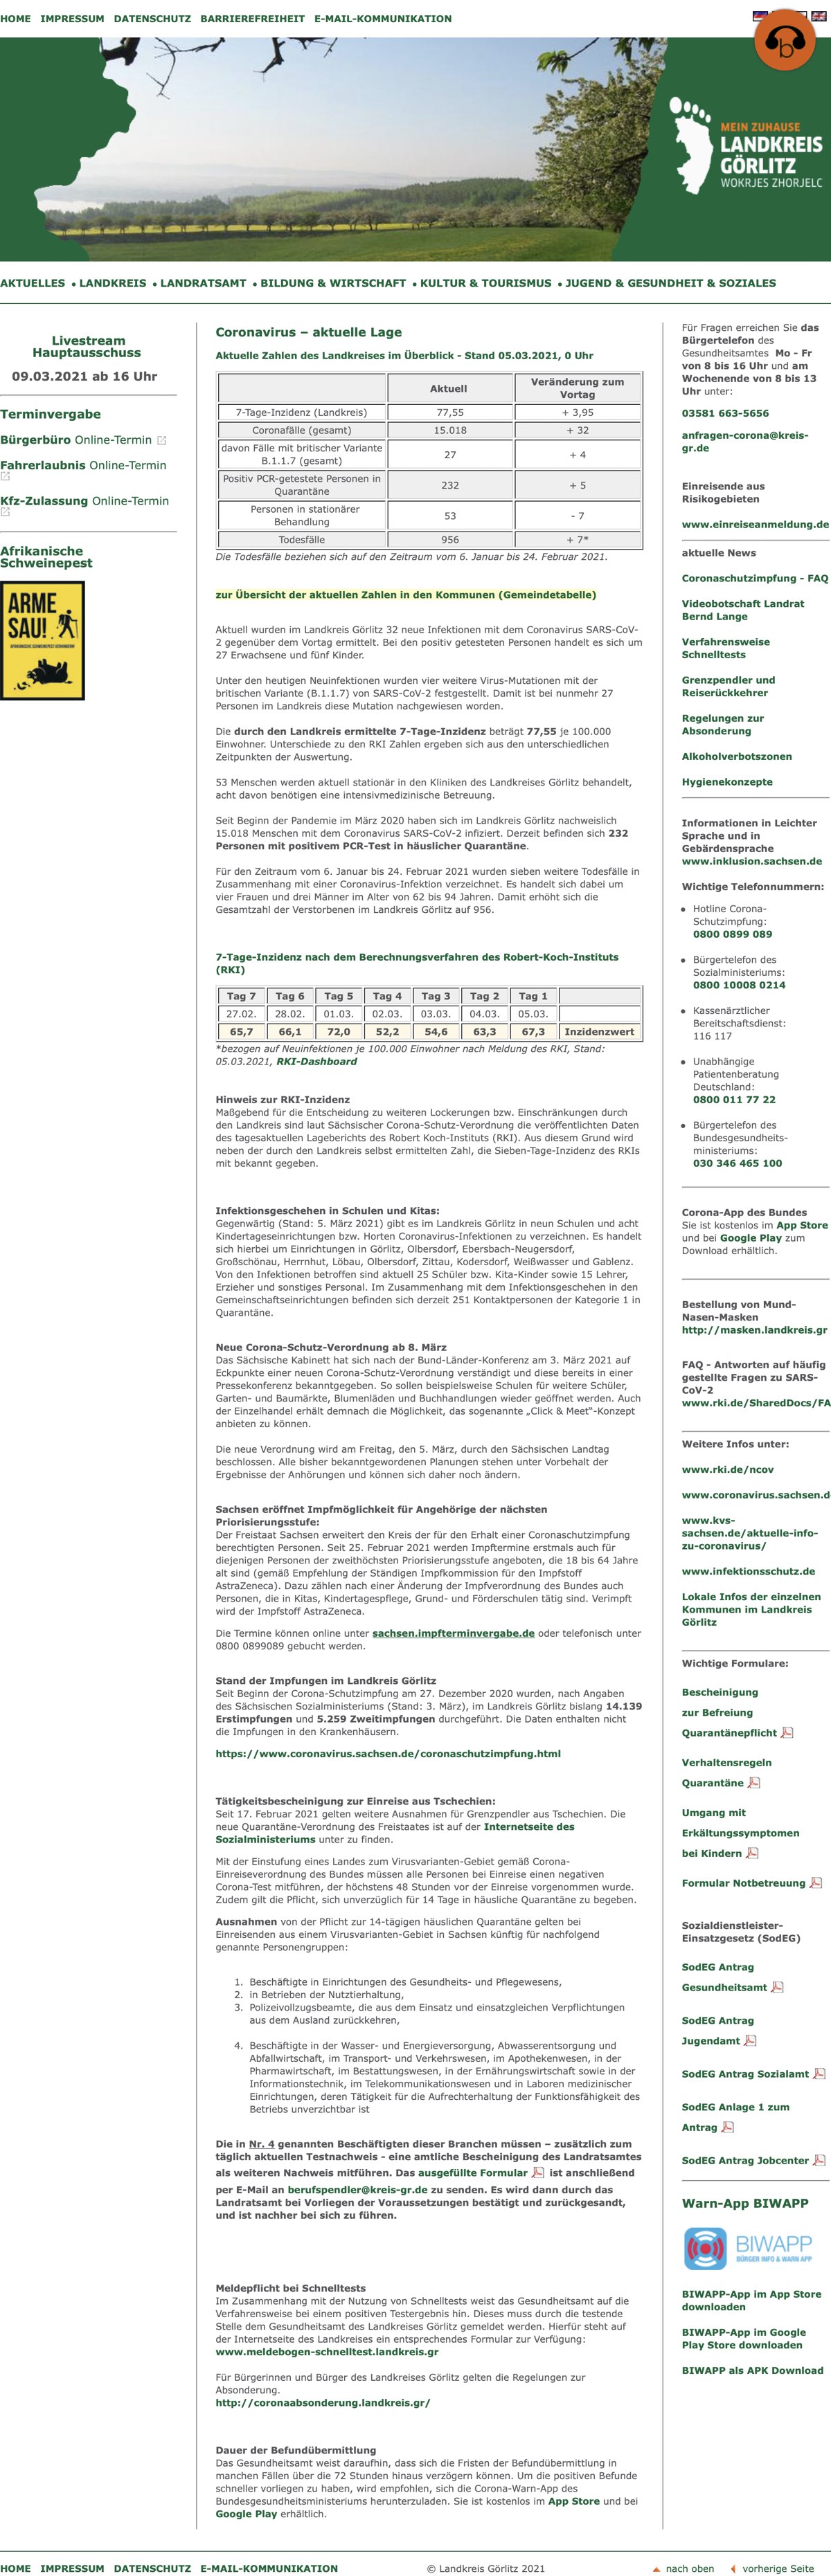 HOME IMPRESSUM DATENSCHUTZ BARRIEREFREIHEIT E-MAIL-KOMMUNIKATION
b
MEIN ZUHAUSE
LANDKREIS
GÖRLITZ
WOKRJES ZHORJELC
AKTUELLES • LANDKREIS • LANDRATSAMT • BILDUNG & WIRTSCHAFT • KULTUR & TOURISMUS • JUGEND & GESUNDHEIT & SOZIALES
Livestream
Hauptausschuss
09.03.2021 ab 16 Uhr
Terminvergabe
Bürgerbüro Online-Termin
Fahrerlaubnis Online-Termin
Kfz-Zulassung Online-Termin
Afrikanische
Schweinepest
ARME
SAU!
Coronavirus – aktuelle Lage
Aktuelle Zahlen des Landkreises im Überblick - Stand 05.03.2021, 0 Uhr
Aktuell Veränderung zum
Vortag
7-Tage-Inzidenz (Landkreis) 77,55 + 3,95
Coronafälle (gesamt) 15.018 + 32
davon Fälle mit britischer Variante
B.1.1.7 (gesamt) 27 + 4
Positiv PCR-getestete Personen in
Quarantäne 232 + 5
Personen in stationärer
Behandlung 53 - 7
Todesfälle 956 + 7*
Die Todesfälle beziehen sich auf den Zeitraum vom 6. Januar bis 24. Februar 2021.
zur Übersicht der aktuellen Zahlen in den Kommunen (Gemeindetabelle)
Aktuell wurden im Landkreis Görlitz 32 neue Infektionen mit dem Coronavirus SARS-CoV-
2 gegenüber dem Vortag ermittelt. Bei den positiv getesteten Personen handelt es sich um
27 Erwachsene und fünf Kinder.
Unter den heutigen Neuinfektionen wurden vier weitere Virus-Mutationen mit der
britischen Variante (B.1.1.7) von SARS-CoV-2 festgestellt. Damit ist bei nunmehr 27
Personen im Landkreis diese Mutation nachgewiesen worden.
Die durch den Landkreis ermittelte 7-Tage-Inzidenz beträgt 77,55 je 100.000
Einwohner. Unterschiede zu den RKI Zahlen ergeben sich aus den unterschiedlichen
Zeitpunkten der Auswertung.
53 Menschen werden aktuell stationär in den Kliniken des Landkreises Görlitz behandelt,
acht davon benötigen eine intensivmedizinische Betreuung.
Seit Beginn der Pandemie im März 2020 haben sich im Landkreis Görlitz nachweislich
15.018 Menschen mit dem Coronavirus SARS-CoV-2 infiziert. Derzeit befinden sich 232
Personen mit positivem PCR-Test in häuslicher Quarantäne.
Für den Zeitraum vom 6. Januar bis 24. Februar 2021 wurden sieben weitere Todesfälle in
Zusammenhang mit einer Coronavirus-Infektion verzeichnet. Es handelt sich dabei um
vier Frauen und drei Männer im Alter von 62 bis 94 Jahren. Damit erhöht sich die
Gesamtzahl der Verstorbenen im Landkreis Görlitz auf 956.
7-Tage-Inzidenz nach dem Berechnungsverfahren des Robert-Koch-Instituts
(RKI)
Tag 7 Tag 6 Tag 5 Tag 4 Tag 3 Tag 2 Tag 1
27.02. 28.02. 01.03. 02.03. 03.03. 04.03. 05.03.
65,7 66,1 72,0 52,2 54,6 63,3 67,3 Inzidenzwert
*bezogen auf Neuinfektionen je 100.000 Einwohner nach Meldung des RKI, Stand:
05.03.2021, RKI-Dashboard
Hinweis zur RKI-Inzidenz
Maßgebend für die Entscheidung zu weiteren Lockerungen bzw. Einschränkungen durch
den Landkreis sind laut Sächsischer Corona-Schutz-Verordnung die veröffentlichten Daten
des tagesaktuellen Lageberichts des Robert Koch-Instituts (RKI). Aus diesem Grund wird
neben der durch den Landkreis selbst ermittelten Zahl, die Sieben-Tage-Inzidenz des RKIs
mit bekannt gegeben.
Infektionsgeschehen in Schulen und Kitas:
Gegenwärtig (Stand: 5. März 2021) gibt es im Landkreis Görlitz in neun Schulen und acht
Kindertageseinrichtungen bzw. Horten Coronavirus-Infektionen zu verzeichnen. Es handelt
sich hierbei um Einrichtungen in Görlitz, Olbersdorf, Ebersbach-Neugersdorf,
Großschönau, Herrnhut, Löbau, Olbersdorf, Zittau, Kodersdorf, Weißwasser und Gablenz.
Von den Infektionen betroffen sind aktuell 25 Schüler bzw. Kita-Kinder sowie 15 Lehrer,
Erzieher und sonstiges Personal. Im Zusammenhang mit dem Infektionsgeschehen in den
Gemeinschaftseinrichtungen befinden sich derzeit 251 Kontaktpersonen der Kategorie 1 in
Quarantäne.
Neue Corona-Schutz-Verordnung ab 8. März
Das Sächsische Kabinett hat sich nach der Bund-Länder-Konferenz am 3. März 2021 auf
Eckpunkte einer neuen Corona-Schutz-Verordnung verständigt und diese bereits in einer
Pressekonferenz bekanntgegeben. So sollen beispielsweise Schulen für weitere Schüler,
Garten- und Baumärkte, Blumenläden und Buchhandlungen wieder geöffnet werden. Auch
der Einzelhandel erhält demnach die Möglichkeit, das sogenannte „Click & Meet“-Konzept
anbieten zu können.
Die neue Verordnung wird am Freitag, den 5. März, durch den Sächsischen Landtag
beschlossen. Alle bisher bekanntgewordenen Planungen stehen unter Vorbehalt der
Ergebnisse der Anhörungen und können sich daher noch ändern.
Sachsen eröffnet Impfmöglichkeit für Angehörige der nächsten
Priorisierungsstufe:
Der Freistaat Sachsen erweitert den Kreis der für den Erhalt einer Coronaschutzimpfung
berechtigten Personen. Seit 25. Februar 2021 werden Impftermine erstmals auch für
diejenigen Personen der zweithöchsten Priorisierungsstufe angeboten, die 18 bis 64 Jahre
alt sind (gemäß Empfehlung der Ständigen Impfkommission für den Impfstoff
AstraZeneca). Dazu zählen nach einer Änderung der Impfverordnung des Bundes auch
Personen, die in Kitas, Kindertagespflege, Grund- und Förderschulen tätig sind. Verimpft
wird der Impfstoff AstraZeneca.
Die Termine können online unter sachsen.impfterminvergabe.de oder telefonisch unter
0800 0899089 gebucht werden.
Stand der Impfungen im Landkreis Görlitz
Seit Beginn der Corona-Schutzimpfung am 27. Dezember 2020 wurden, nach Angaben
des Sächsischen Sozialministeriums (Stand: 3. März), im Landkreis Görlitz bislang 14.139
Erstimpfungen und 5.259 Zweitimpfungen durchgeführt. Die Daten enthalten nicht
die Impfungen in den Krankenhäusern.
https://www.coronavirus.sachsen.de/coronaschutzimpfung.html
Tätigkeitsbescheinigung zur Einreise aus Tschechien:
Seit 17. Februar 2021 gelten weitere Ausnahmen für Grenzpendler aus Tschechien. Die
neue Quarantäne-Verordnung des Freistaates ist auf der Internetseite des
Sozialministeriums unter zu finden.
Mit der Einstufung eines Landes zum Virusvarianten-Gebiet gemäß Corona-
Einreiseverordnung des Bundes müssen alle Personen bei Einreise einen negativen
Corona-Test mitführen, der höchstens 48 Stunden vor der Einreise vorgenommen wurde.
Zudem gilt die Pflicht, sich unverzüglich für 14 Tage in häusliche Quarantäne zu begeben.
Ausnahmen von der Pflicht zur 14-tägigen häuslichen Quarantäne gelten bei
Einreisenden aus einem Virusvarianten-Gebiet in Sachsen künftig für nachfolgend
genannte Personengruppen:
1. Beschäftigte in Einrichtungen des Gesundheits- und Pflegewesens,
2. in Betrieben der Nutztierhaltung,
3. Polizeivollzugsbeamte, die aus dem Einsatz und einsatzgleichen Verpflichtungen
aus dem Ausland zurückkehren,
4. Beschäftigte in der Wasser- und Energieversorgung, Abwasserentsorgung und
Abfallwirtschaft, im Transport- und Verkehrswesen, im Apothekenwesen, in der
Pharmawirtschaft, im Bestattungswesen, in der Ernährungswirtschaft sowie in der
Informationstechnik, im Telekommunikationswesen und in Laboren medizinischer
Einrichtungen, deren Tätigkeit für die Aufrechterhaltung der Funktionsfähigkeit des
Betriebs unverzichtbar ist
Die in Nr. 4 genannten Beschäftigten dieser Branchen müssen – zusätzlich zum
täglich aktuellen Testnachweis - eine amtliche Bescheinigung des Landratsamtes
als weiteren Nachweis mitführen. Das ausgefüllte Formular ist anschließend
per E-Mail an berufspendler@kreis-gr.de zu senden. Es wird dann durch das
Landratsamt bei Vorliegen der Voraussetzungen bestätigt und zurückgesandt,
und ist nachher bei sich zu führen.
Meldepflicht bei Schnelltests
Im Zusammenhang mit der Nutzung von Schnelltests weist das Gesundheitsamt auf die
Verfahrensweise bei einem positiven Testergebnis hin. Dieses muss durch die testende
Stelle dem Gesundheitsamt des Landkreises Görlitz gemeldet werden. Hierfür steht auf
der Internetseite des Landkreises ein entsprechendes Formular zur Verfügung:
www.meldebogen-schnelltest.landkreis.gr
Für Bürgerinnen und Bürger des Landkreises Görlitz gelten die Regelungen zur
Absonderung.
http://coronaabsonderung.landkreis.gr/
Dauer der Befundübermittlung
Das Gesundheitsamt weist daraufhin, dass sich die Fristen der Befundübermittlung in
manchen Fällen über die 72 Stunden hinaus verzögern können. Um die positiven Befunde
schneller vorliegen zu haben, wird empfohlen, sich die Corona-Warn-App des
Bundesgesundheitsministeriums herunterzuladen. Sie ist kostenlos im App Store und bei
Google Play erhältlich.
Für Fragen erreichen Sie das
Bürgertelefon des
Gesundheitsamtes Mo - Fr
von 8 bis 16 Uhr und am
Wochenende von 8 bis 13
Uhr unter:
03581 663-5656
anfragen-corona@kreis-
gr.de
Einreisende aus
Risikogebieten
www.einreiseanmeldung.de
aktuelle News
Coronaschutzimpfung - FAQ
Videobotschaft Landrat
Bernd Lange
Verfahrensweise
Schnelltests
Grenzpendler und
Reiserückkehrer
Regelungen zur
Absonderung
Alkoholverbotszonen
Hygienekonzepte
Informationen in Leichter
Sprache und in
Gebärdensprache
www.inklusion.sachsen.de
Wichtige Telefonnummern:
• Hotline Corona-
Schutzimpfung:
0800 0899 089
• Bürgertelefon des
Sozialministeriums:
0800 10008 0214
• Kassenärztlicher
Bereitschaftsdienst:
116 117
• Unabhängige
Patientenberatung
Deutschland:
0800 011 77 22
• Bürgertelefon des
Bundesgesundheits-
ministeriums:
030 346 465 100
Corona-App des Bundes
Sie ist kostenlos im App Store
und bei Google Play zum
Download erhältlich.
Bestellung von Mund-
Nasen-Masken
http://masken.landkreis.gr
FAQ - Antworten auf häufig
gestellte Fragen zu SARS-
CoV-2
www.rki.de/SharedDocs/FA
Weitere Infos unter:
www.rki.de/ncov
www.coronavirus.sachsen.d
www.kvs-
sachsen.de/aktuelle-info-
zu-coronavirus/
www.infektionsschutz.de
Lokale Infos der einzelnen
Kommunen im Landkreis
Görlitz
Wichtige Formulare:
Bescheinigung
zur Befreiung
Quarantänepflicht
Verhaltensregeln
Quarantäne
Umgang mit
Erkältungssymptomen
bei Kindern
Formular Notbetreuung
Sozialdienstleister-
Einsatzgesetz (SodEG)
SodEG Antrag
Gesundheitsamt
SodEG Antrag
Jugendamt
SodEG Antrag Sozialamt
SodEG Anlage 1 zum
Antrag
SodEG Antrag Jobcenter
Warn-App BIWAPP
BIWAPP
BÜRGER INFO & WARN APP
BIWAPP-App im App Store
downloaden
BIWAPP-App im Google
Play Store downloaden
BIWAPP als APK Download
HOME IMPRESSUM DATENSCHUTZ E-MAIL-KOMMUNIKATION © Landkreis Görlitz 2021 nach oben vorherige Seite